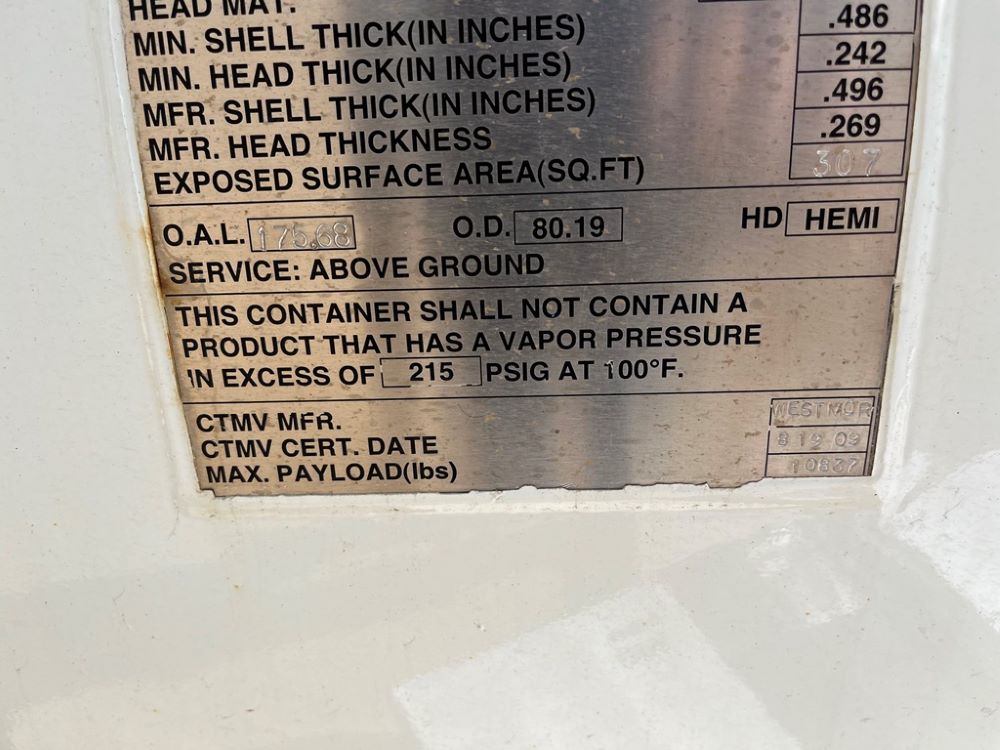 HEAD MAT.
MIN. SHELL THICK(IN INCHES) .486
MIN. HEAD THICK(IN INCHES) .242
MFR. SHELL THICK(IN INCHES) .496
MFR. HEAD THICKNESS .269
EXPOSED SURFACE AREA(SQ.FT) 307
O.A.L. 175.68 O.D. 80.19 HD HEMI
SERVICE: ABOVE GROUND
THIS CONTAINER SHALL NOT CONTAIN A
PRODUCT THAT HAS A VAPOR PRESSURE
IN EXCESS OF 215 PSIG AT 100°F.
CTMV MFR. WESTMOR
CTMV CERT. DATE 8 19 09
MAX. PAYLOAD(lbs) 10837